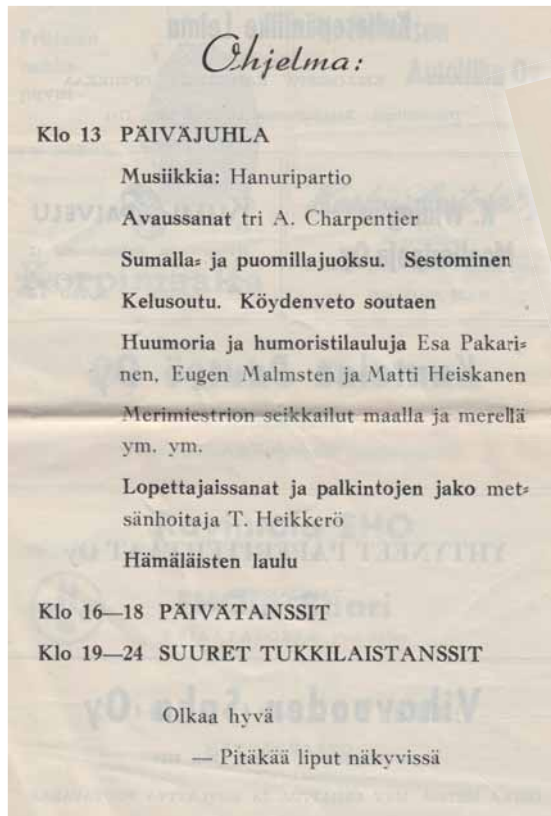 Ohjelma:
Klo 13 PÄIVÄJUHLA
Musiikkia: Hanuripartio
Avaussanat tri A. Charpentier
Sumalla- ja puomillajuoksu. Sestominen
Kelusoutu. Köydenveto soutaen
Huumoria ja humoristilauluja Esa Pakari-
nen, Eugen Malmsten ja Matti Heiskanen
Merimiestrion seikkailut maalla ja merellä
ym. ym.
Lopettajaissanat ja palkintojen jako met-
sänhoitaja T. Heikkerö
Hämäläisten laulu
Klo 16—18 PÄIVÄTANSSIT
Klo 19—24 SUURET TUKKILAISTANSSIT
Olkaa hyvä
— Pitäkää liput näkyvissä